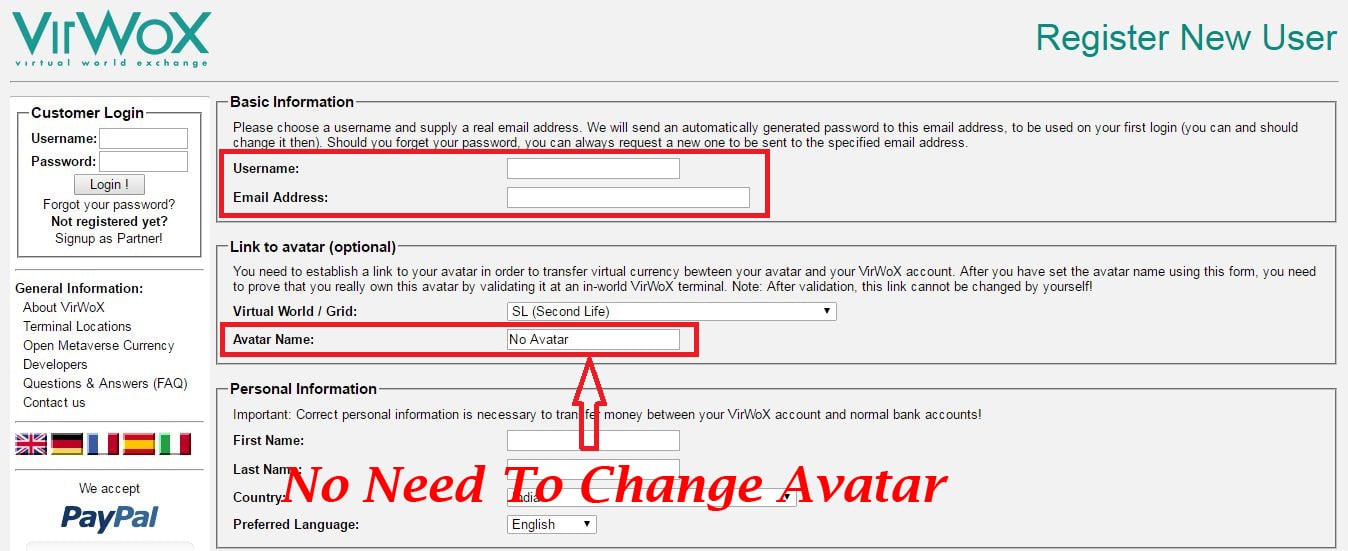 VirWoX
virtual world exchange
Register New User
Customer Login
Username:
Password:
Login !
Forgot your password?
Not registered yet?
Signup as Partner!
General Information:
About VirWoX
Terminal Locations
Open Metaverse Currency
Developers
Questions & Answers (FAQ)
Contact us
We accept
PayPal
Basic Information
Please choose a username and supply a real email address. We will send an automatically generated password to this email address, to be used on your first login (you can and should
change it then). Should you forget your password, you can always request a new one to be sent to the specified email address.
Username:
Email Address:
Link to avatar (optional)
You need to establish a link to your avatar in order to transfer virtual currency bewteen your avatar and your VirWoX account. After you have set the avatar name using this form, you need
to prove that you really own this avatar by validating it at an in-world VirWoX terminal. Note: After validation, this link cannot be changed by yourself!
Virtual World / Grid: SL (Second Life)
Avatar Name: No Avatar
Personal Information
Important: Correct personal information is necessary to transfer money between your VirWoX account and normal bank accounts!
First Name:
Last Name:
No Need To Change Avatar
Country: India
Preferred Language: English